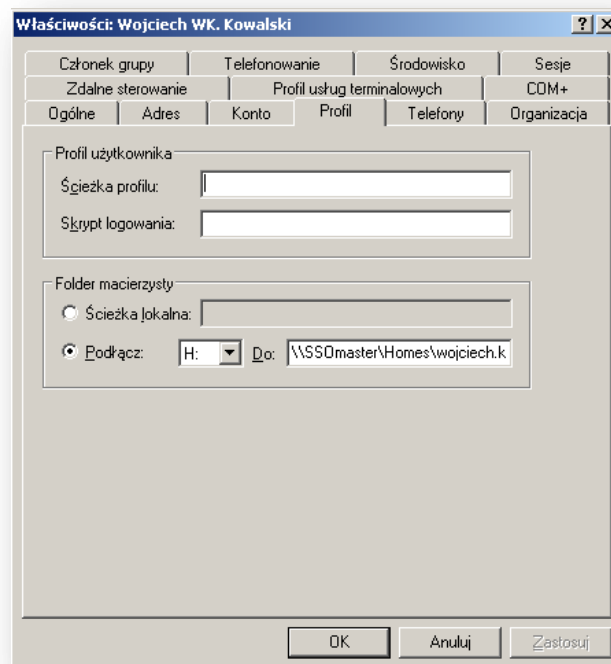 Właściwości: Wojciech WK. Kowalski
Członek grupy Telefonowanie Środowisko Sesje
Zdalne sterowanie Profil usług terminalowych COM+
Ogólne Adres Konto Profil Telefony Organizacja
Profil użytkownika
Ścieżka profilu:
Skrypt logowania:
Folder macierzysty
Ścieżka lokalna:
Podłącz: H: Do: \\SSOmaster\Homes\wojciech.k
OK Anuluj Zastosuj